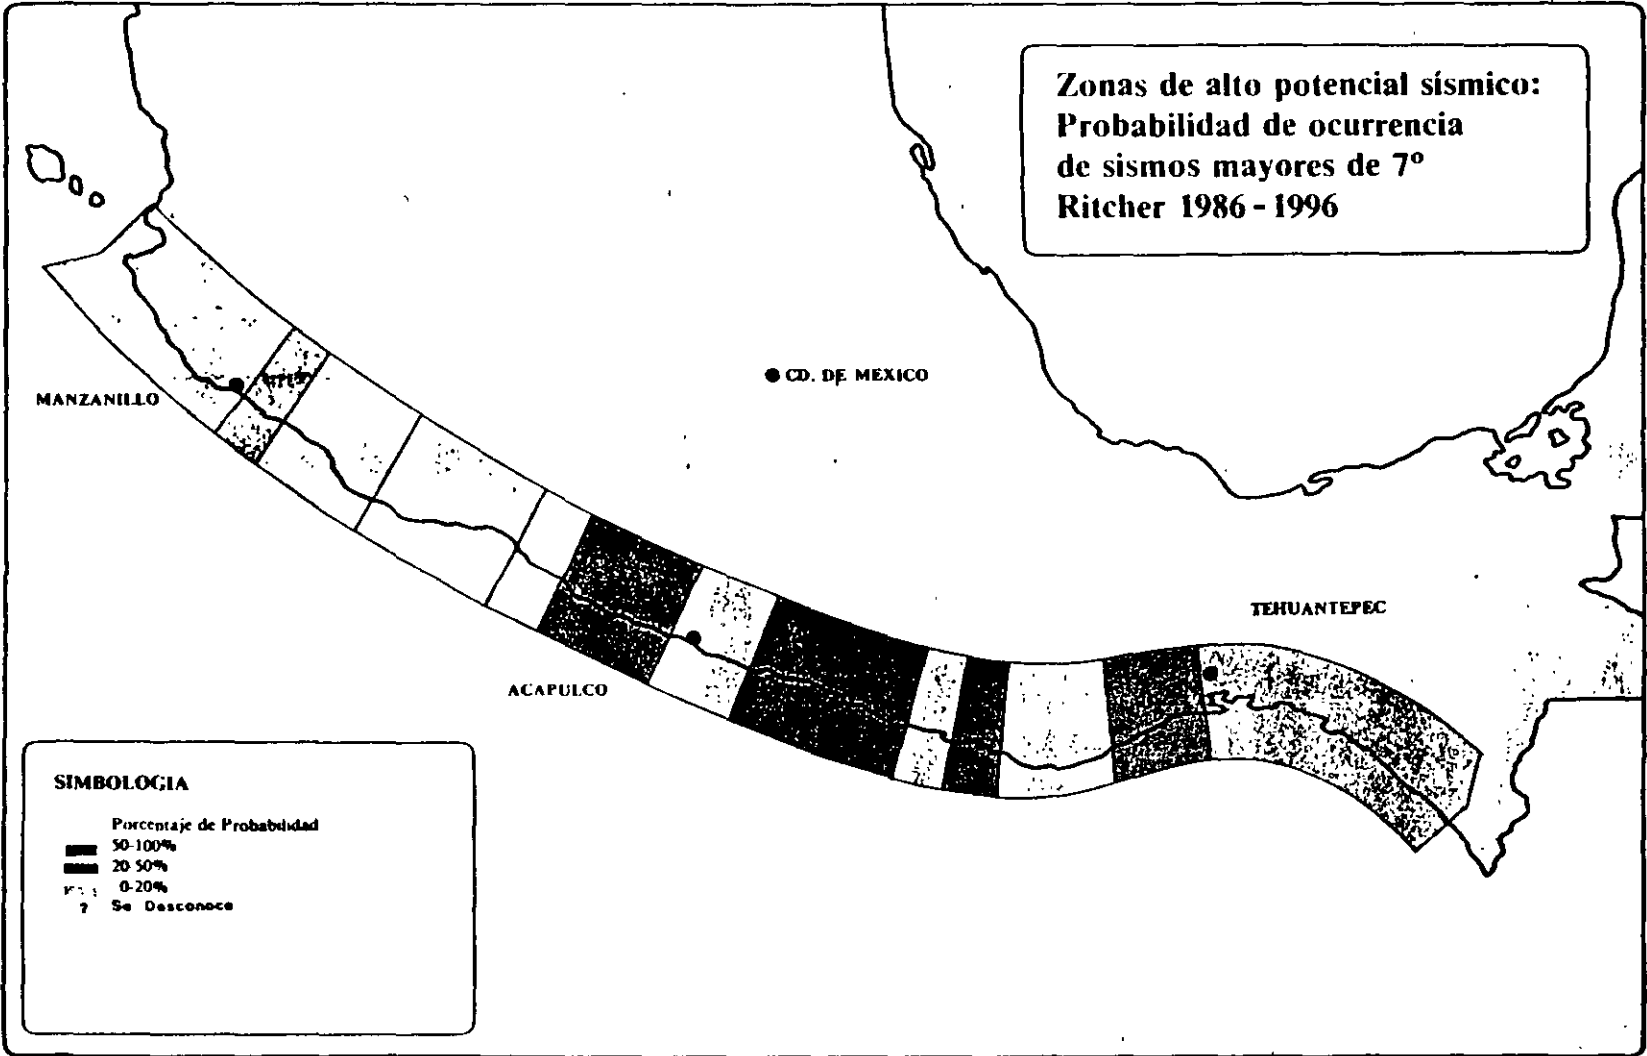 Zonas de alto potencial sísmico:
Probabilidad de ocurrencia
de sismos mayores de 7º
Ritcher 1986 - 1996
CD. DE MEXICO
MANZANILLO
TEHUANTEPEC
ACAPULCO
SIMBOLOGIA
Porcentaje de Probabilidad
50-100%
20-50%
0-20%
? Se Desconoce